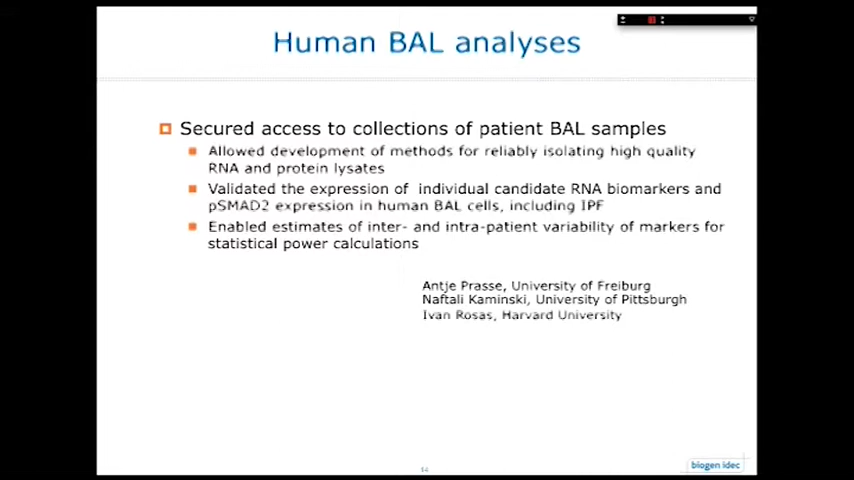 Human BAL analyses
Secured access to collections of patient BAL samples
Allowed development of methods for reliably isolating high quality
RNA and protein lysates
Validated the expression of individual candidate RNA biomarkers and
pSMAD2 expression in human BAL cells, including IPF
Enabled estimates of inter- and intra-patient variability of markers for
statistical power calculations
Antje Prasse, University of Freiburg
Naftali Kaminski, University of Pittsburgh
Ivan Rosas, Harvard University
14
biogen idec